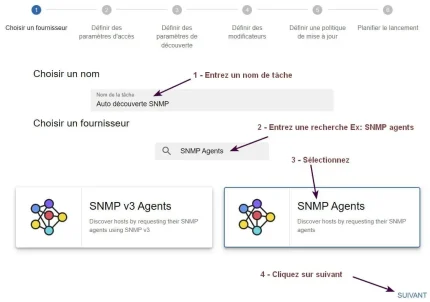 1 2 3 4 5 6
Choisir un fournisseur
Définir des paramètres d'accès
Définir des paramètres de découverte
Définir des modificateurs
Définir une politique de mise à jour
Planifier le lancement
Choisir un nom
1 - Entrez un nom de tâche
Nom de la tâche
Auto découverte SNMP
Choisir un fournisseur
2 - Entrez une recherche Ex: SNMP agents
SNMP Agents
3 - Sélectionnez
SNMP v3 Agents
Discover hosts by requesting their SNMP
agents using SNMP v3
SNMP Agents
Discover hosts by requesting their SNMP
agents
4 - Cliquez sur suivant
SUIVANT